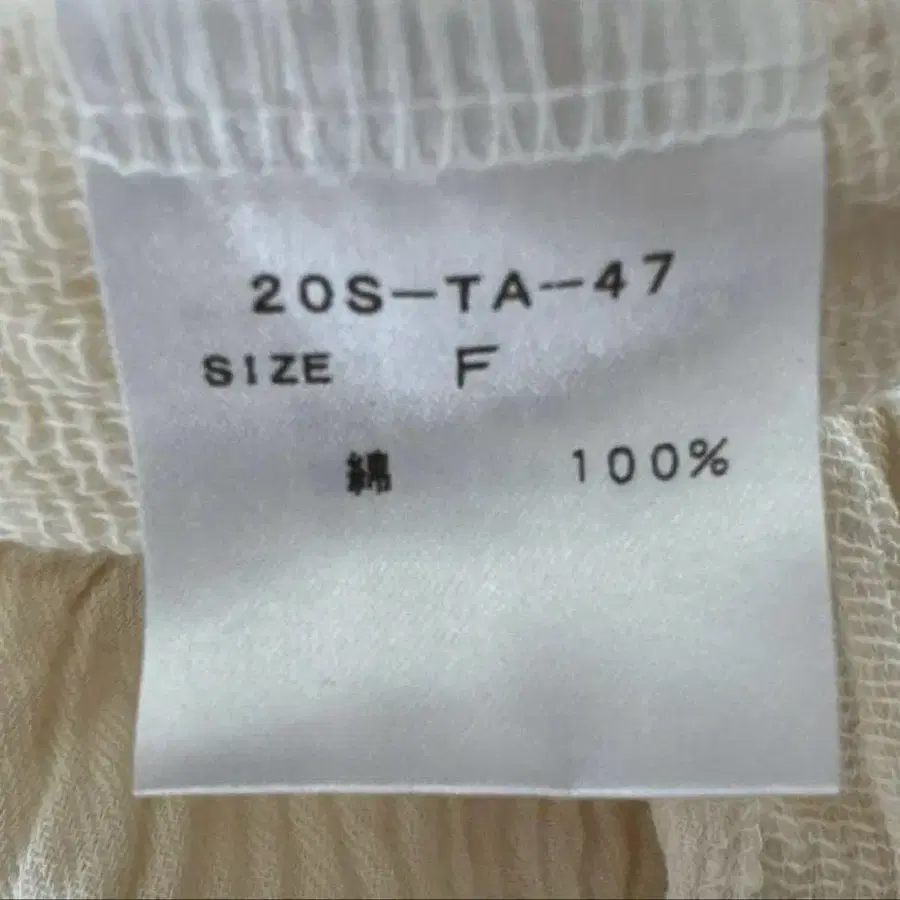 20S-TA-47
SIZE F
綿 100%